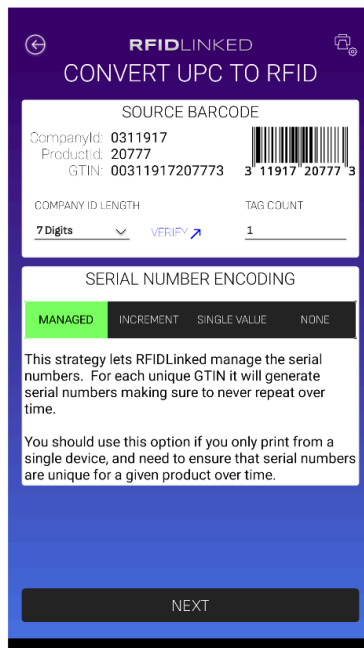 RFIDLINKED
CONVERT UPC TO RFID
SOURCE BARCODE
CompanyId: 0311917
ProductId: 20777
GTIN: 00311917207773
3 11917 20777 3
COMPANY ID LENGTH
TAG COUNT
7 Digits
VERIFY
1
SERIAL NUMBER ENCODING
MANAGED INCREMENT SINGLE VALUE NONE
This strategy lets RFIDLinked manage the serial
numbers. For each unique GTIN it will generate
serial numbers making sure to never repeat over
time.
You should use this option if you only print from a
single device, and need to ensure that serial numbers
are unique for a given product over time.
NEXT